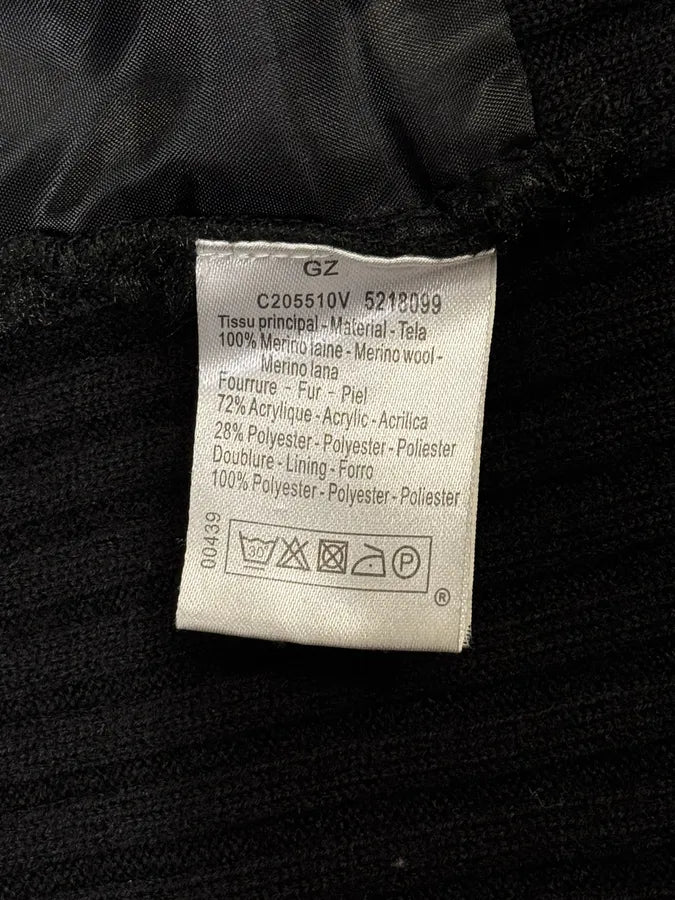 GZ
C205510V 5218099
Tissu principal - Material - Tela
100% Merino laine - Merino wool -
Merino lana
Fourrure - Fur - Piel
72% Acrylique - Acrylic - Acrilica
28% Polyester - Polyester - Poliester
Doublure - Lining - Forro
100% Polyester - Polyester - Poliester
00439
30°
P
®